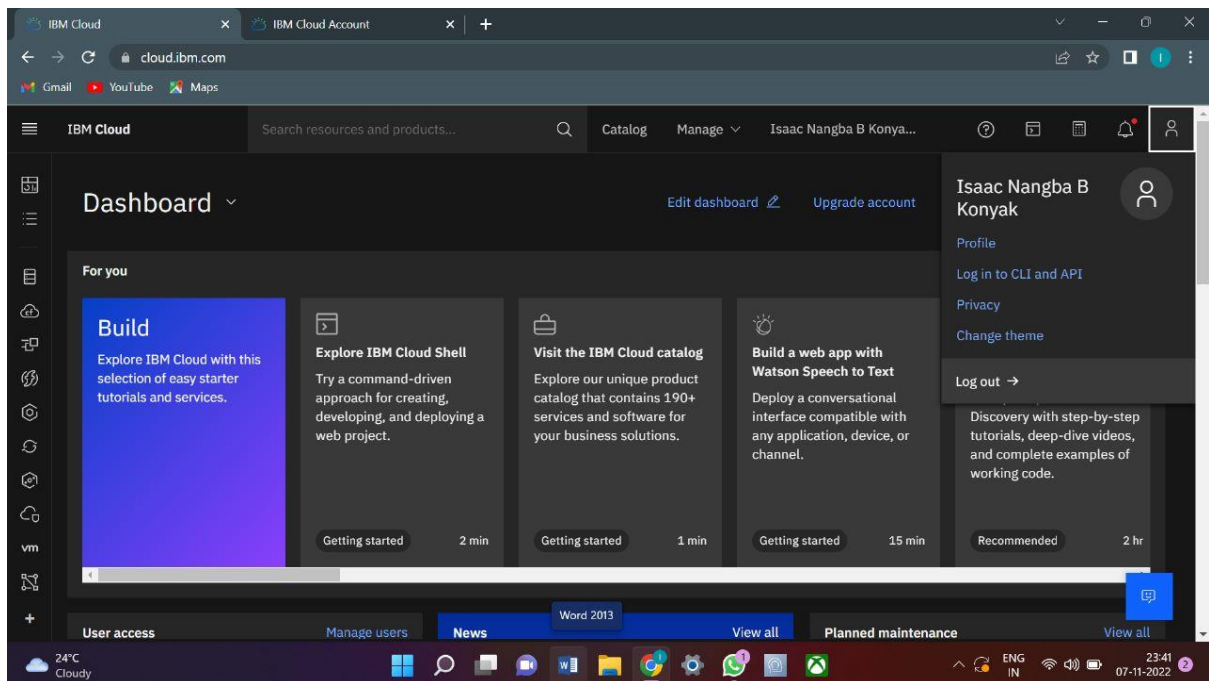 IBM Cloud
IBM Cloud Account
cloud.ibm.com
Gmail
YouTube
Maps
IBM Cloud
Search resources and products...
Catalog
Manage
Isaac Nangba B Konya...
Dashboard
Edit dashboard
Upgrade account
Isaac Nangba B
Konyak
Profile
Log in to CLI and API
Privacy
Change theme
Log out →
For you
Build
Explore IBM Cloud with this
selection of easy starter
tutorials and services.
Explore IBM Cloud Shell
Try a command-driven
approach for creating,
developing, and deploying a
web project.
Getting started
2 min
Visit the IBM Cloud catalog
Explore our unique product
catalog that contains 190+
services and software for
your business solutions.
Getting started
1 min
Build a web app with
Watson Speech to Text
Deploy a conversational
interface compatible with
any application, device, or
channel.
Getting started
15 min
Discovery with step-by-step
tutorials, deep-dive videos,
and complete examples of
working code.
Recommended
2 hr
vm
User access
Manage users
News
View all
Planned maintenance
View all
Word 2013
24°C
Cloudy
ENG
IN
23:41
07-11-2022
2